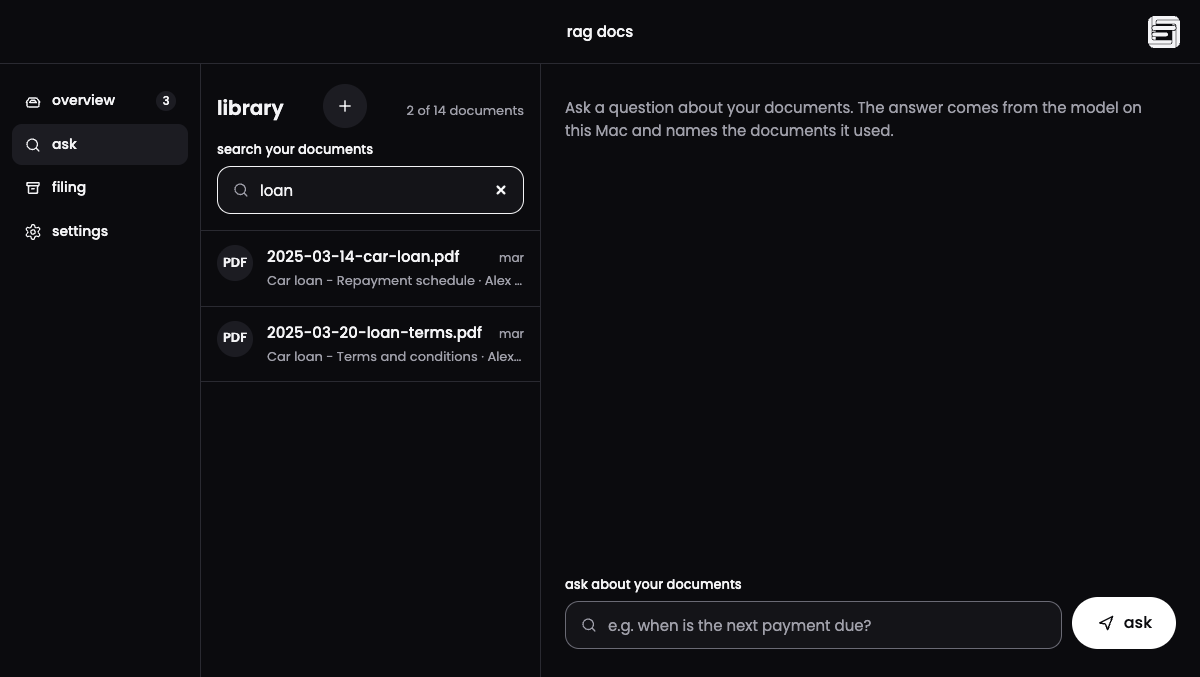 rag docs
overview
3
ask
filing
settings
library
2 of 14 documents
search your documents
loan
PDF
2025-03-14-car-loan.pdf
mar
Car loan - Repayment schedule · Alex ...
PDF
2025-03-20-loan-terms.pdf
mar
Car loan - Terms and conditions · Alex...
Ask a question about your documents. The answer comes from the model on
this Mac and names the documents it used.
ask about your documents
e.g. when is the next payment due?
ask